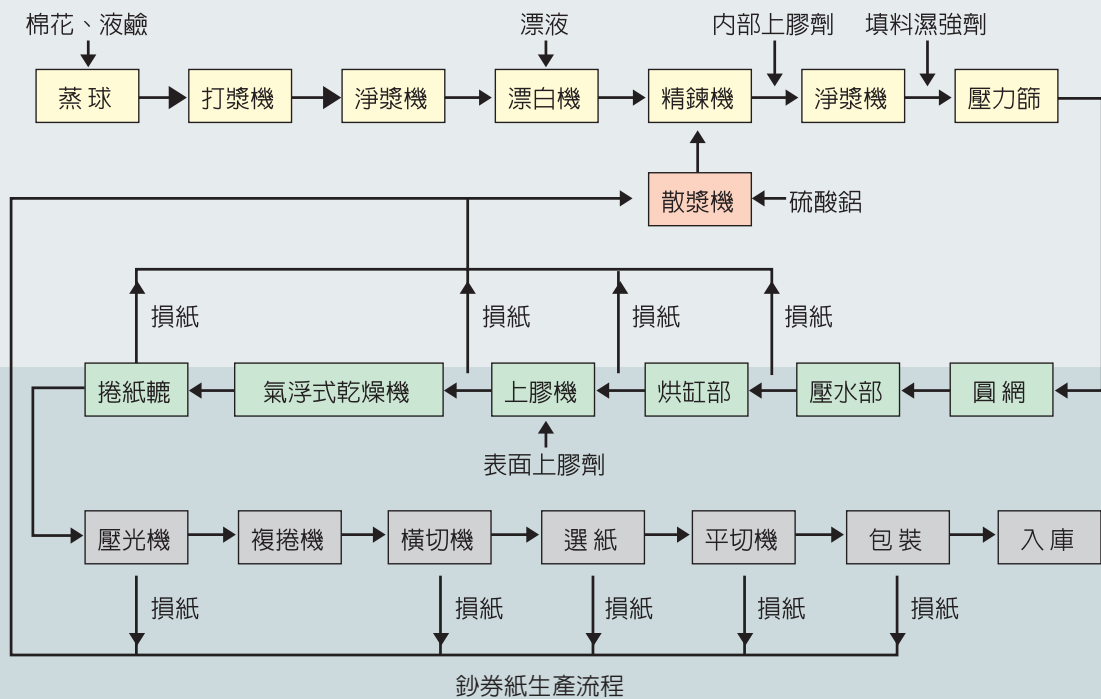 棉花、液鹼
漂液
內部上膠劑
填料濕強劑
蒸球
打漿機
淨漿機
漂白機
精鍊機
淨漿機
壓力篩
散漿機
硫酸鋁
損紙
損紙
損紙
損紙
捲紙轆
氣浮式乾燥機
上膠機
烘缸部
壓水部
圓網
表面上膠劑
壓光機
複捲機
橫切機
選紙
平切機
包裝
入庫
損紙
損紙
損紙
損紙
損紙
鈔券紙生產流程